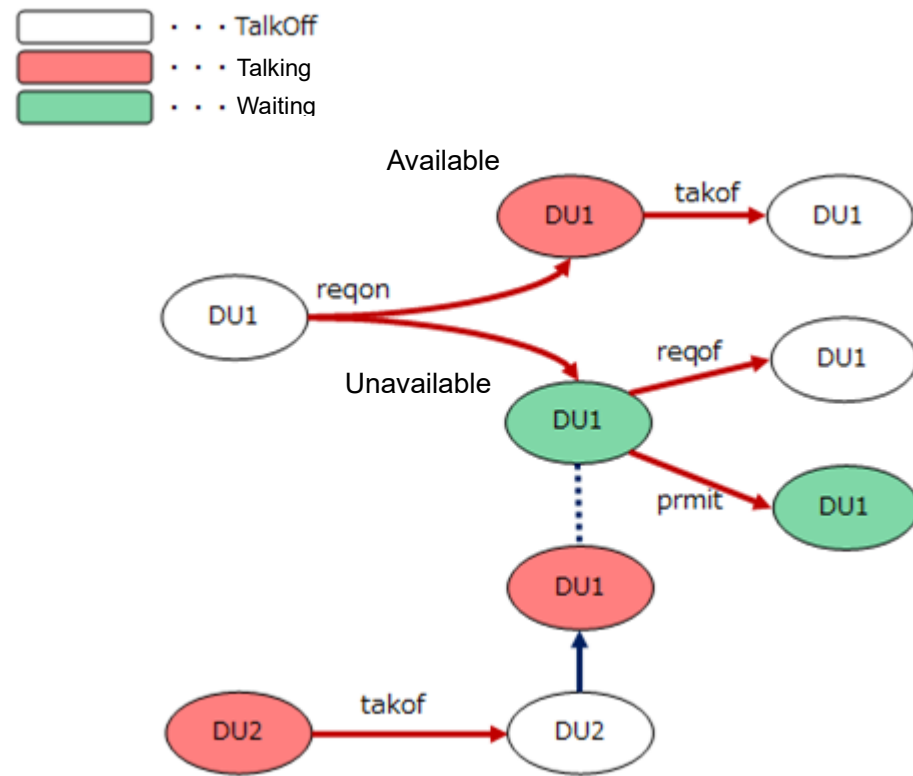 · · · TalkOff
· · · Talking
· · · Waiting
Available
DU1
takof
DU1
reqon
DU1
reqof
DU1
Unavailable
DU1
prmit
DU1
DU1
takof
DU2
DU2